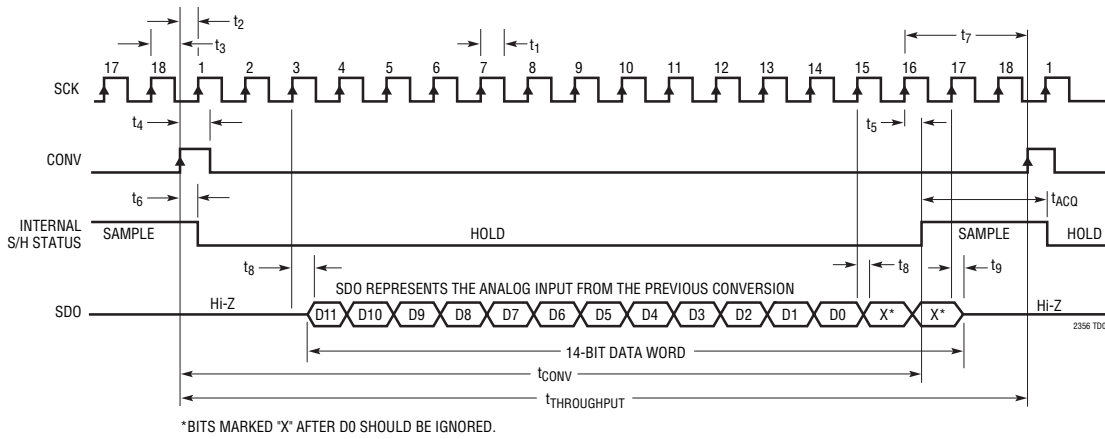 t2
t3
t1
t7
17 18 1 2 3 4 5 6 7 8 9 10 11 12 13 14 15 16 17 18 1
SCK
t4
t5
CONV
t6
tACQ
INTERNAL
S/H STATUS
SAMPLE HOLD SAMPLE HOLD
t8
t8
t9
SDO REPRESENTS THE ANALOG INPUT FROM THE PREVIOUS CONVERSION
SDO Hi-Z D11 D10 D9 D8 D7 D6 D5 D4 D3 D2 D1 D0 X* X* Hi-Z
2356 TD01
14-BIT DATA WORD
tCONV
tTHROUGHPUT
*BITS MARKED "X" AFTER D0 SHOULD BE IGNORED.